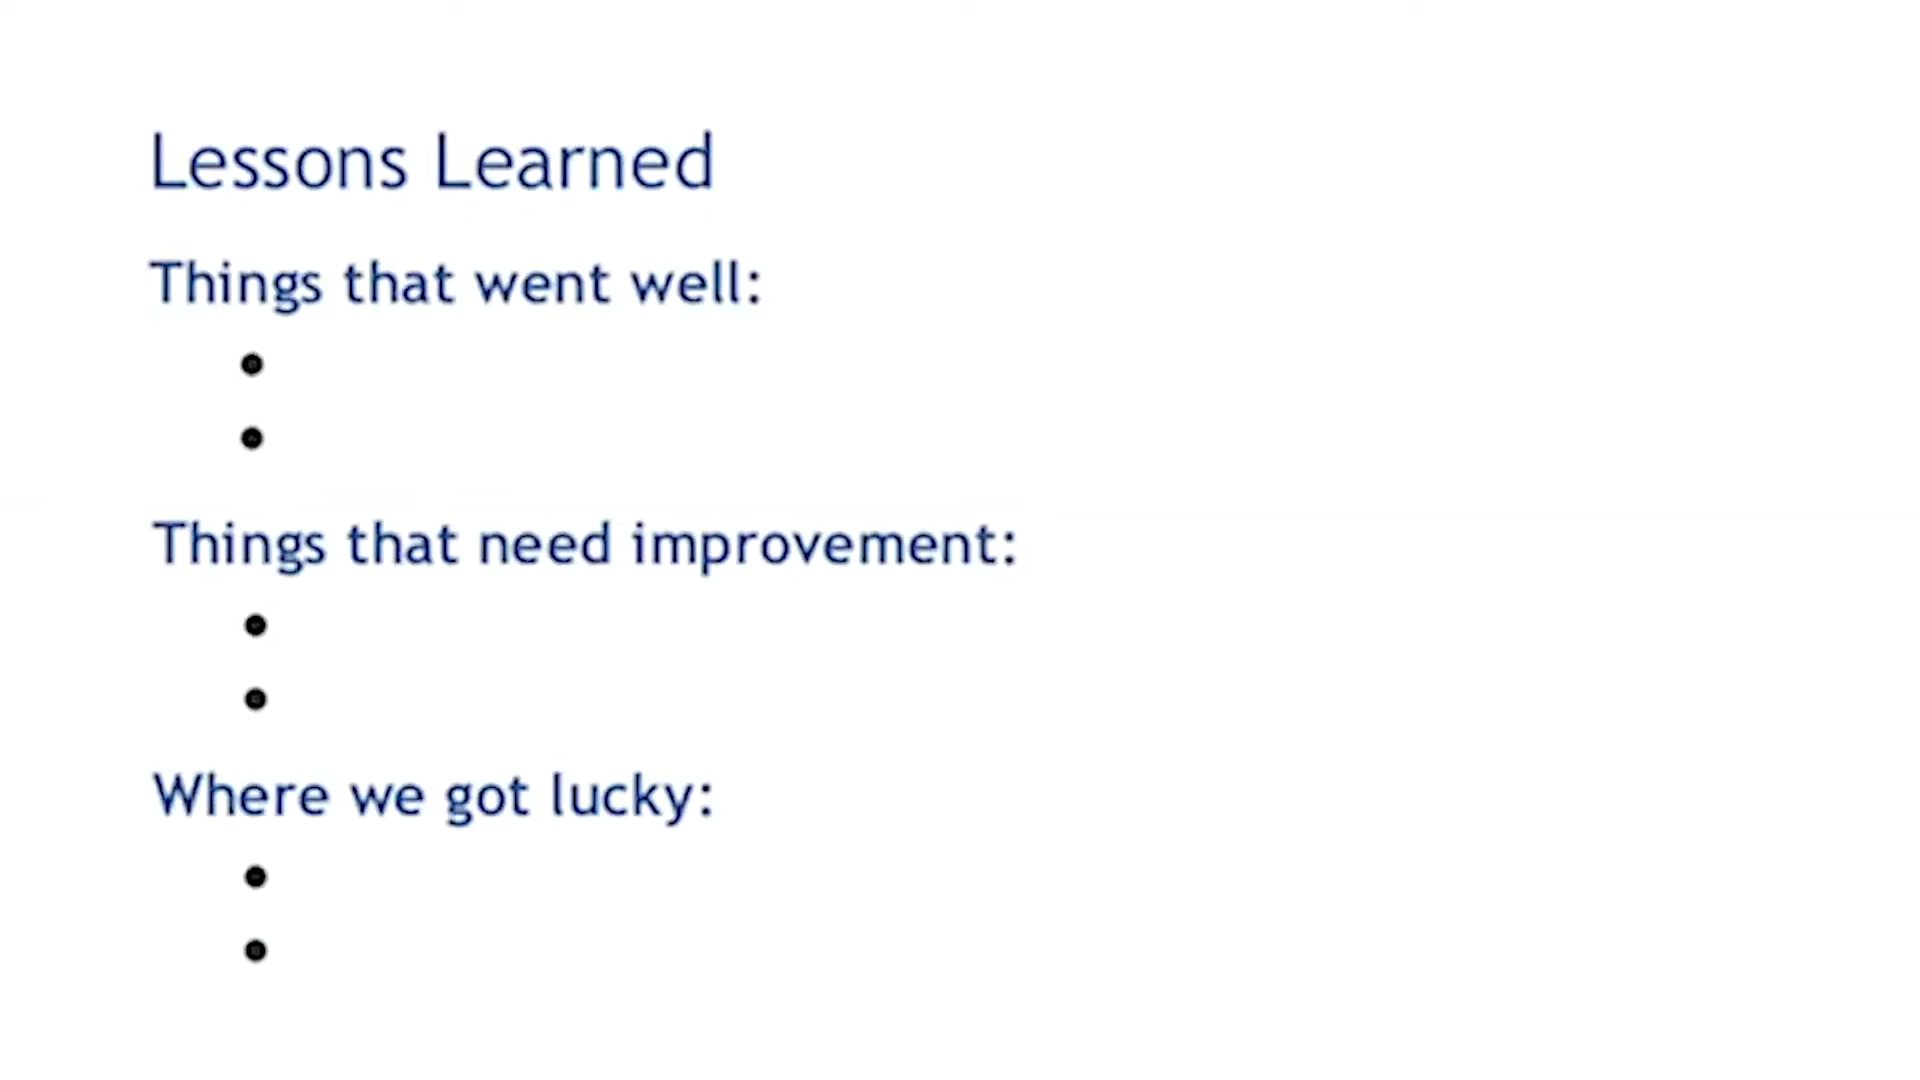 Lessons Learned
Things that went well:
●
●
Things that need improvement:
●
●
Where we got lucky:
●
●